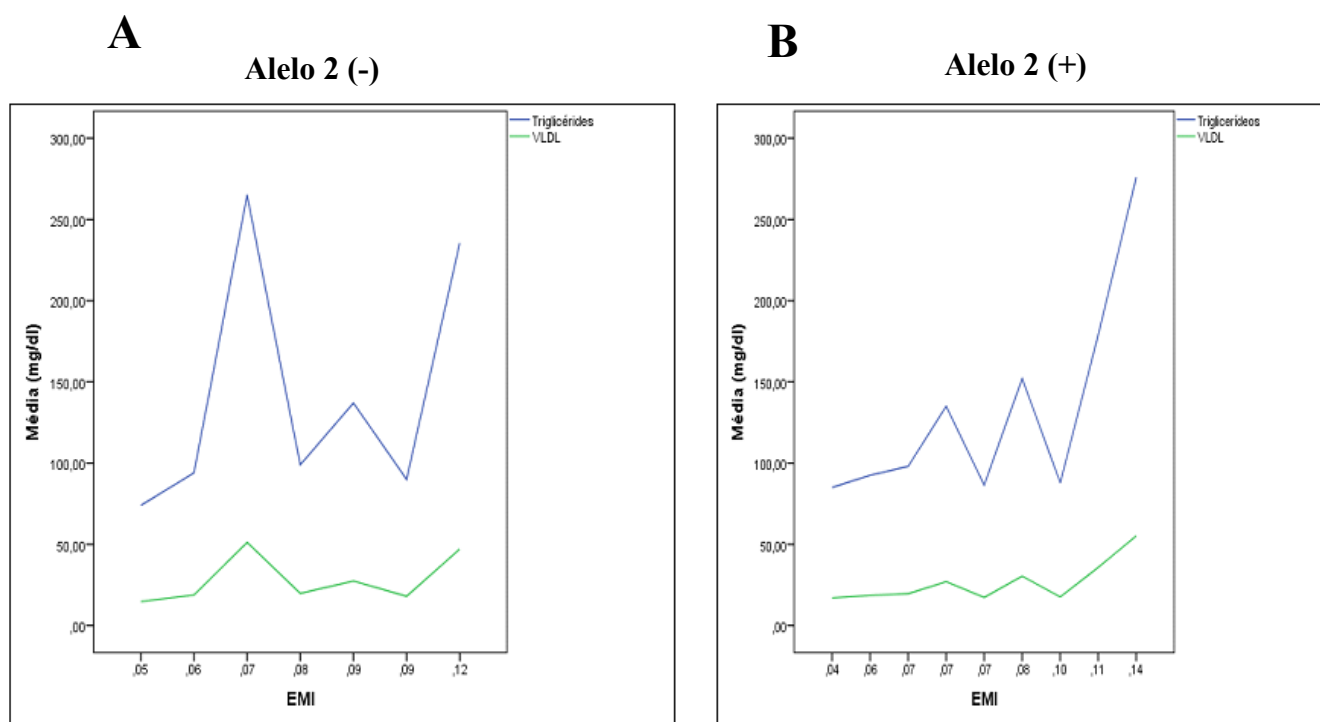 A
Alelo 2 (-)
Triglicérides
VLDL
300,00
250,00
200,00
150,00
100,00
50,00
,00
Média (mg/dl)
,05 ,06 ,07 ,08 ,09 ,09 ,12
EMI
B
Alelo 2 (+)
Triglicerídeos
VLDL
300,00
250,00
200,00
150,00
100,00
50,00
,00
Média (mg/dl)
,04 ,06 ,07 ,07 ,07 ,08 ,10 ,11 ,14
EMI